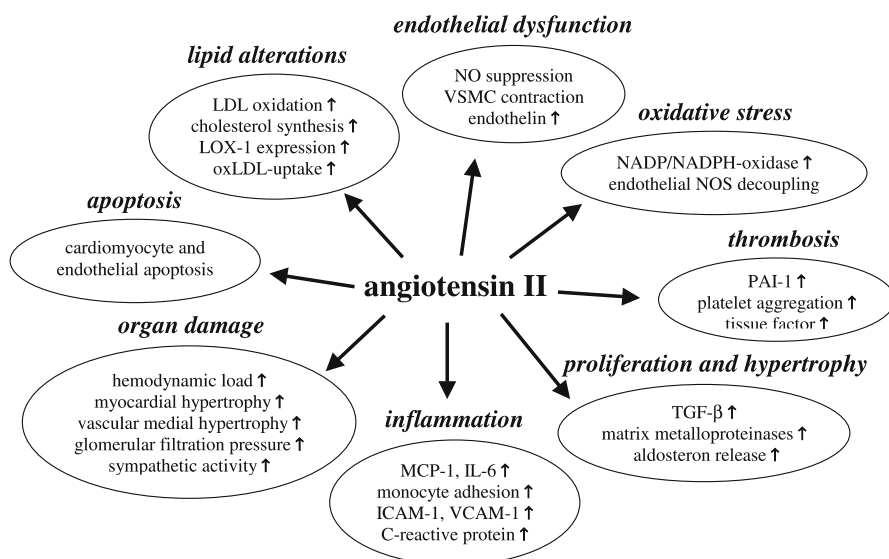 endothelial dysfunction
NO suppression
VSMC contraction
endothelin ↑
lipid alterations
LDL oxidation ↑
cholesterol synthesis ↑
LOX-1 expression ↑
oxLDL-uptake ↑
oxidative stress
NADP/NADPH-oxidase ↑
endothelial NOS decoupling
apoptosis
cardiomyocyte and
endothelial apoptosis
angiotensin II
thrombosis
PAI-1 ↑
platelet aggregation ↑
tissue factor ↑
organ damage
hemodynamic load ↑
myocardial hypertrophy ↑
vascular medial hypertrophy ↑
glomerular filtration pressure ↑
sympathetic activity ↑
inflammation
MCP-1, IL-6 ↑
monocyte adhesion ↑
ICAM-1, VCAM-1 ↑
C-reactive protein ↑
proliferation and hypertrophy
TGF-β ↑
matrix metalloproteinases ↑
aldosteron release ↑